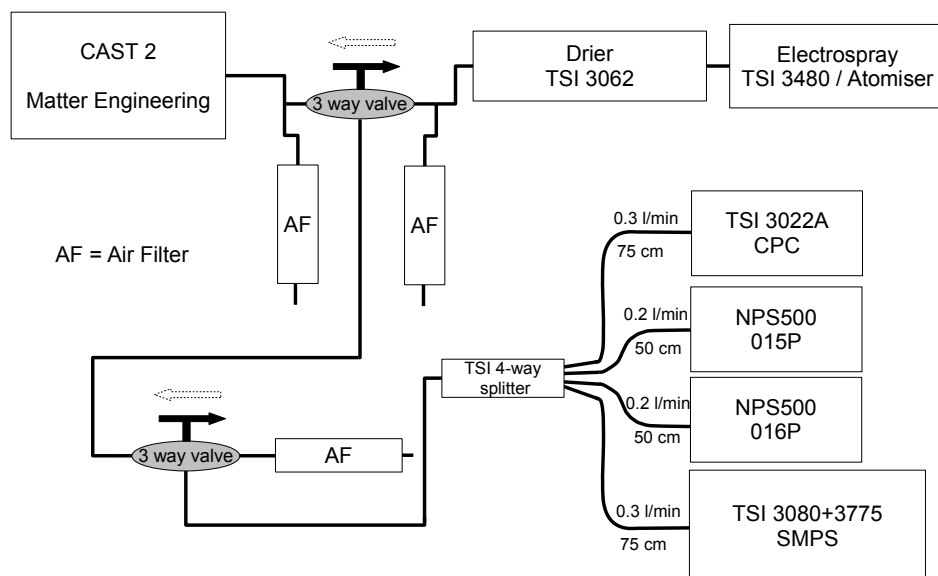 CAST 2
Matter Engineering
3 way valve
Drier
TSI 3062
Electrospray
TSI 3480 / Atomiser
AF
AF
AF = Air Filter
0.3 l/min
75 cm
TSI 3022A
CPC
0.2 l/min
50 cm
NPS500
015P
TSI 4-way
splitter
0.2 l/min
50 cm
NPS500
016P
3 way valve
AF
0.3 l/min
75 cm
TSI 3080+3775
SMPS